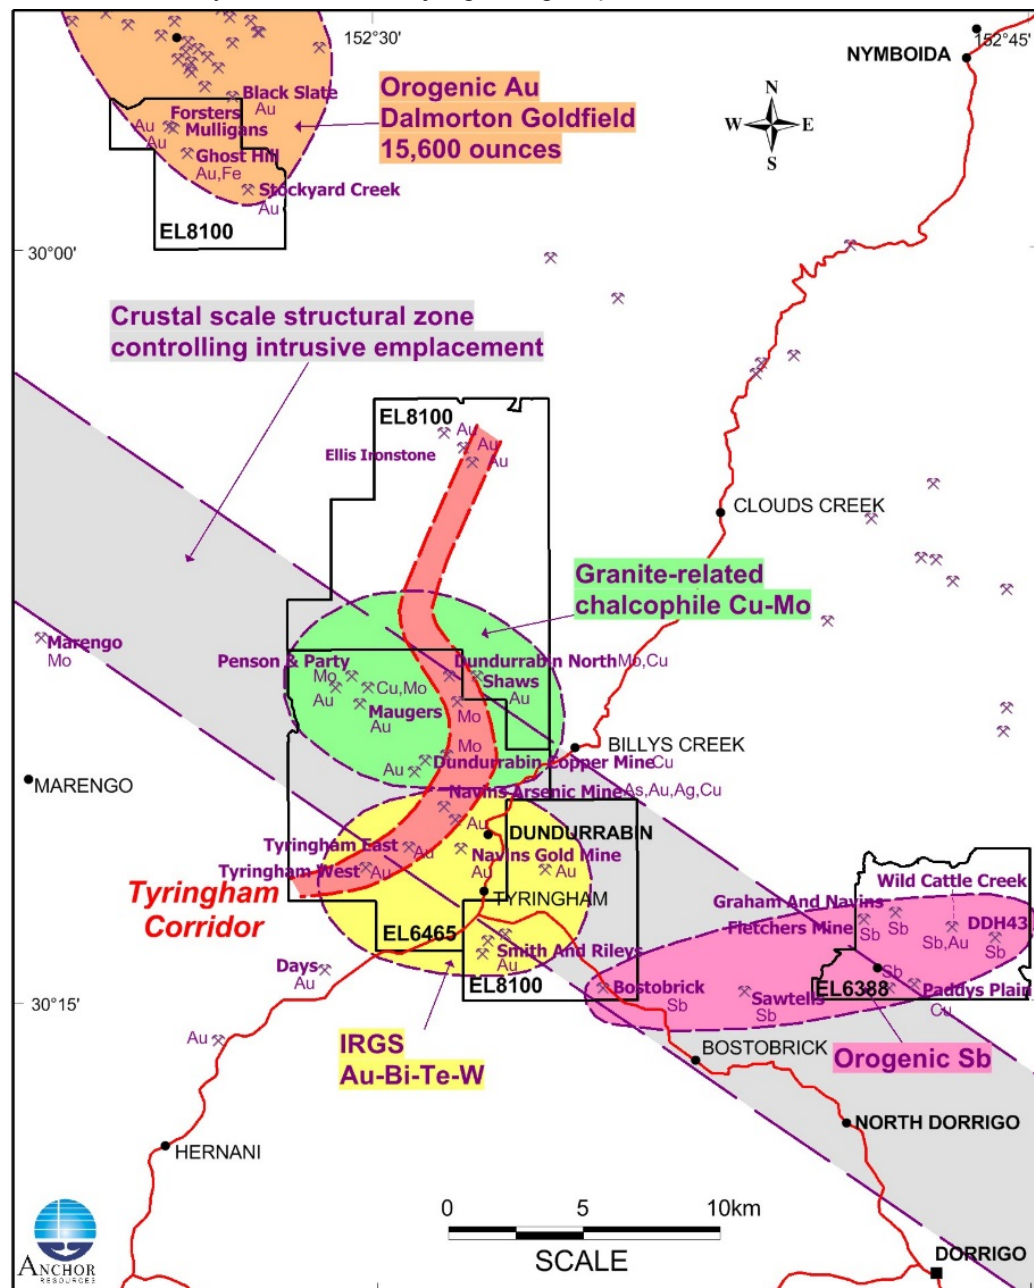 152°30'
152°45'
NYMBOIDA
Black Slate
Au
Orogenic Au
Dalmorton Goldfield
15,600 ounces
N
W E
S
Forsters
Au
Mulligans
Au
Ghost Hill
Au,Fe
Stockyard Creek
Au
EL8100
30°00'
Crustal scale structural zone
controlling intrusive emplacement
EL8100
Au
Au
Ellis Ironstone
Au
CLOUDS CREEK
Granite-related
chalcophile Cu-Mo
Marengo
Mo
Penson & Party
Dundurrabin North Mo,Cu
Mo
Shaws
Cu,Mo
Au
Au
Maugers
Mo
Au
Mo
BILLYS CREEK
Dundurrabin Copper Mine Cu
Au
MARENGO
Navins Arsenic Mine As,Au,Ag,Cu
Au
DUNDURRABIN
Tyringham East
Au
Navins Gold Mine
Tyringham West
Au
Au
Au
Wild Cattle Creek
Tyringham
Corridor
TYRINGHAM
Graham And Navins
Fletchers Mine
DDH43
Sb
Sb
Sb,Au
Sb
EL6465
Smith And Rileys
Au
Days
Au
Sb
EL8100
Bostobrick
Sb
Sawtells
Sb
EL6388
Paddys Plain
Cu
30°15'
Au
IRGS
Au-Bi-Te-W
BOSTOBRICK
Orogenic Sb
NORTH DORRIGO
HERNANI
0 5 10km
SCALE
ANCHOR
RESOURCES
DORRIGO